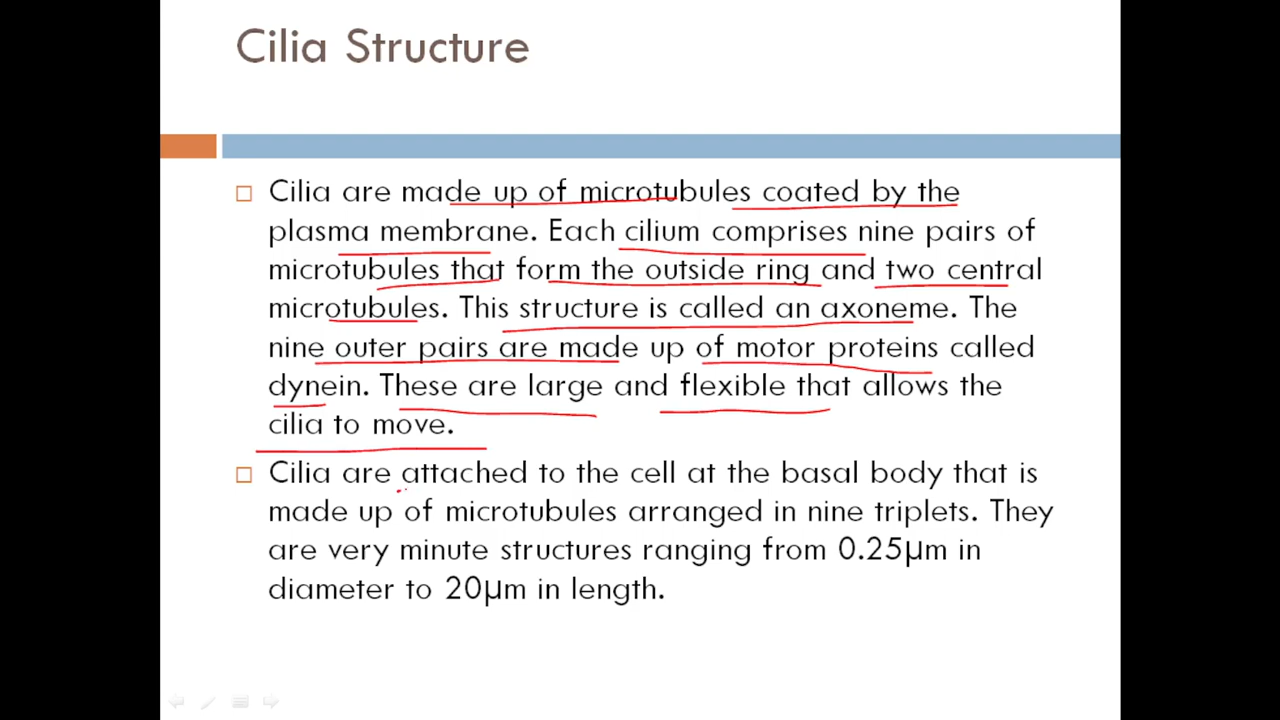 Cilia Structure
Cilia are made up of microtubules coated by the
plasma membrane. Each cilium comprises nine pairs of
microtubules that form the outside ring and two central
microtubules. This structure is called an axoneme. The
nine outer pairs are made up of motor proteins called
dynein. These are large and flexible that allows the
cilia to move.
Cilia are attached to the cell at the basal body that is
made up of microtubules arranged in nine triplets. They
are very minute structures ranging from 0.25µm in
diameter to 20µm in length.